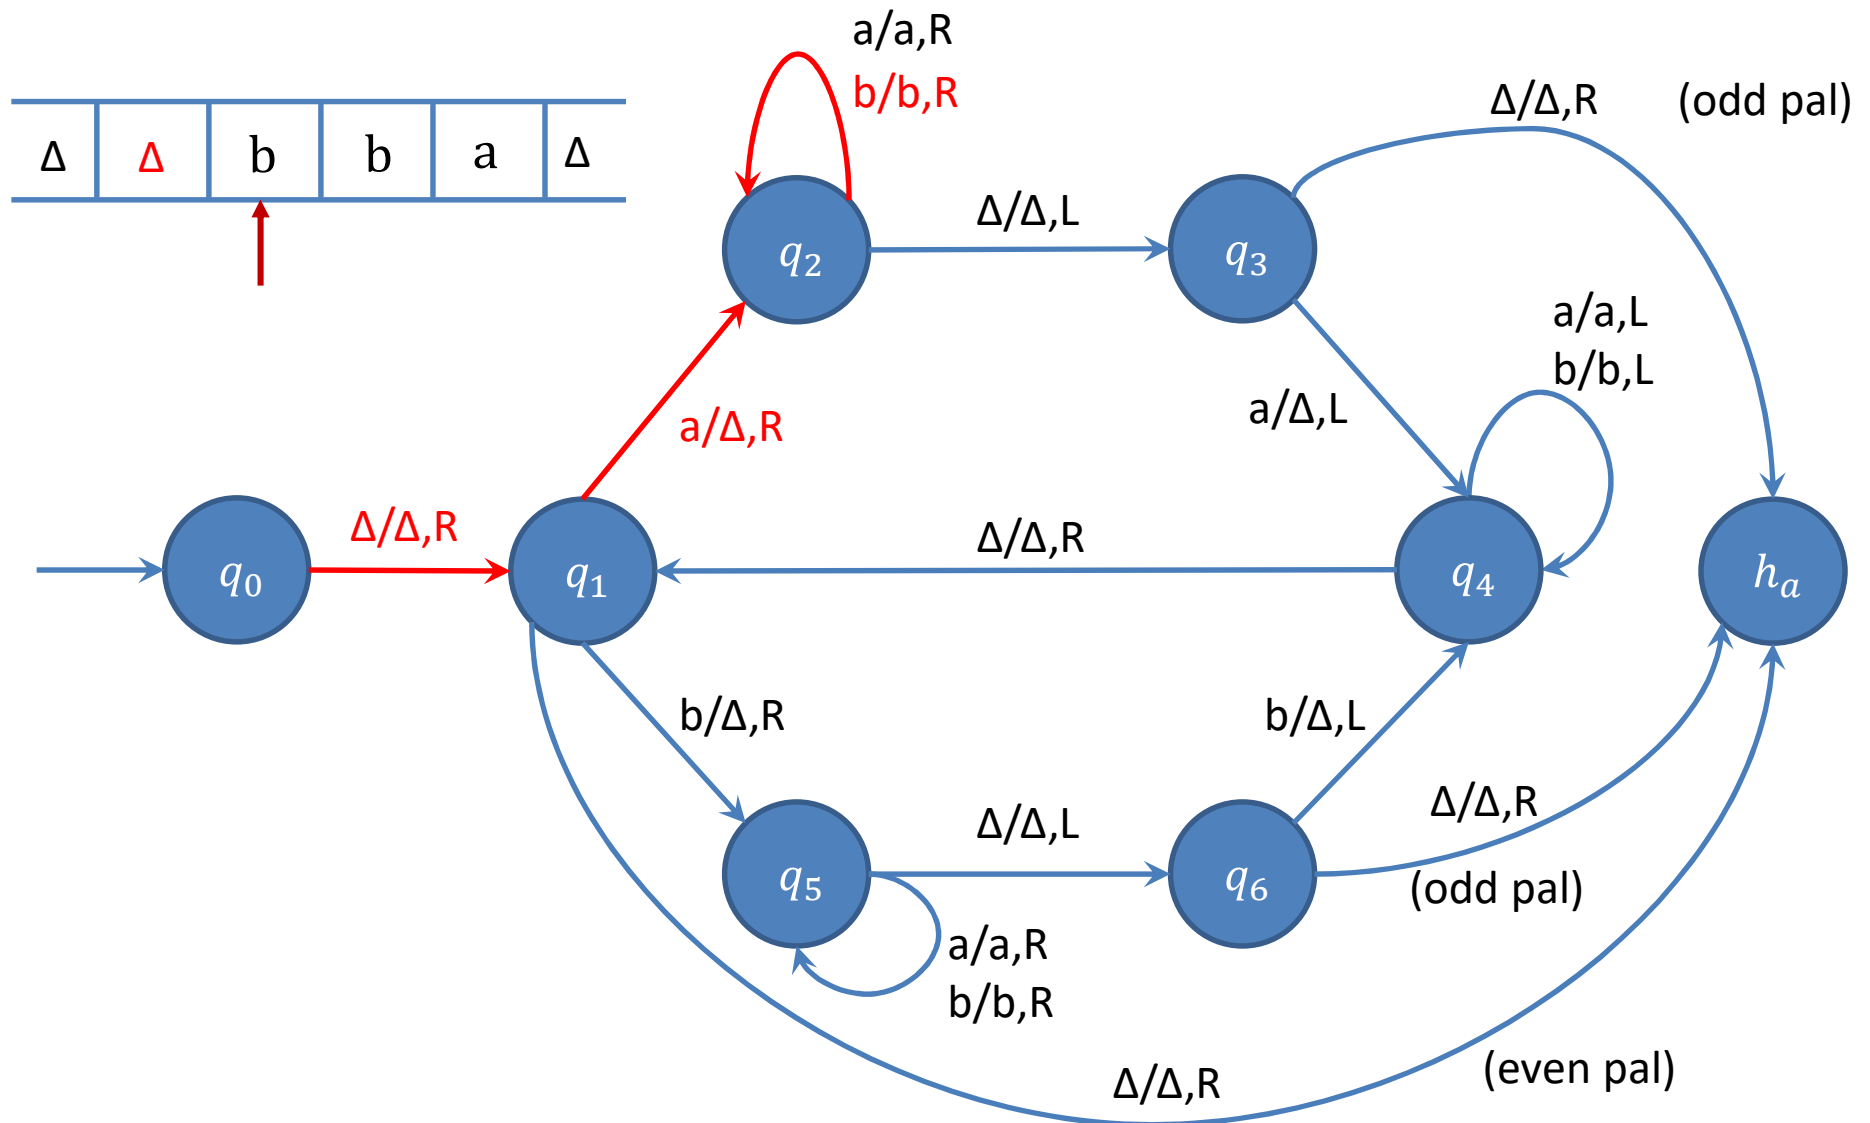 a/a,R
b/b,R
Δ/Δ,R (odd pal)
Δ Δ b b a Δ
Δ/Δ,L
q₂ q₃
a/a,L
b/b,L
a/Δ,R a/Δ,L
Δ/Δ,R Δ/Δ,R
q₀ q₁ q₄ hₐ
b/Δ,R b/Δ,L
Δ/Δ,L Δ/Δ,R
q₅ q₆ (odd pal)
a/a,R
b/b,R
Δ/Δ,R (even pal)